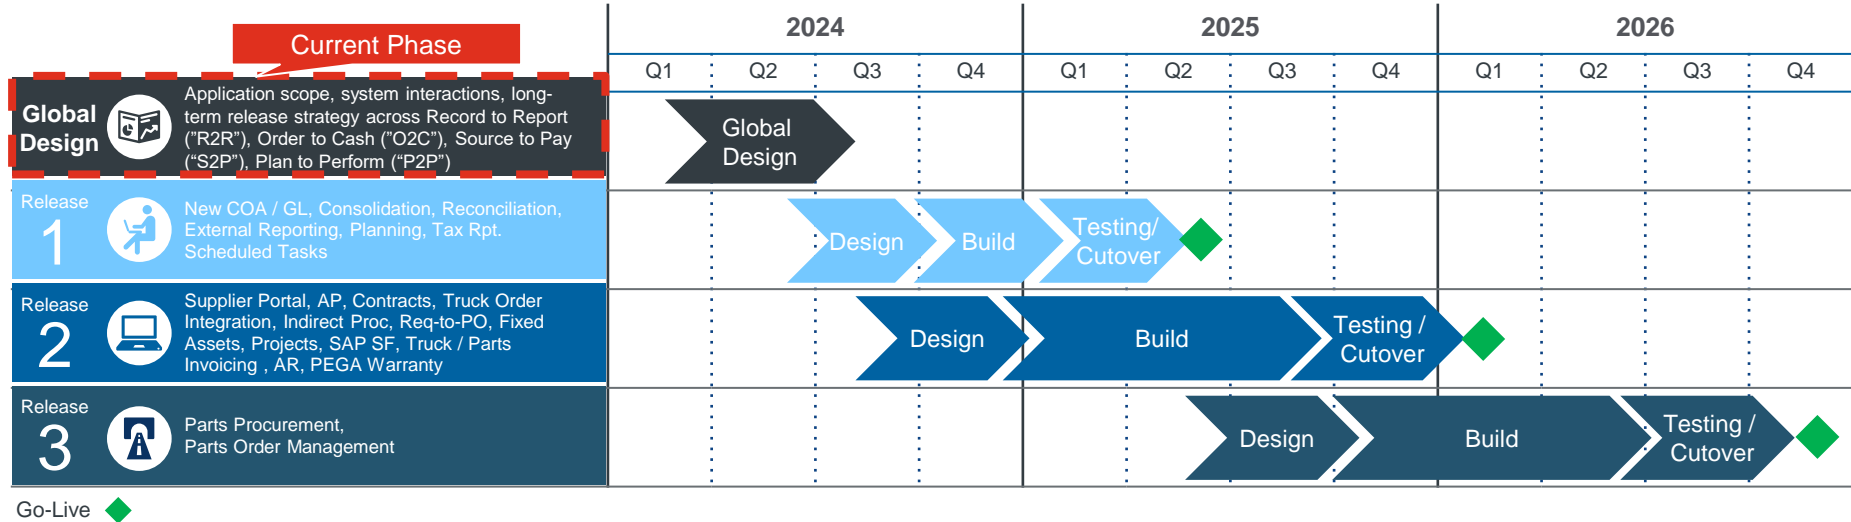 Current Phase
2024
2025
2026
Q1
Q2
Q3
Q4
Q1
Q2
Q3
Q4
Q1
Q2
Q3
Q4
Global
Design
Application scope, system interactions, long-
term release strategy across Record to Report
("R2R"), Order to Cash ("O2C"), Source to Pay
(“S2P”), Plan to Perform (“P2P”)
Global
Design
Release
1
New COA / GL, Consolidation, Reconciliation,
External Reporting, Planning, Tax Rpt.
Scheduled Tasks
Design
Build
Testing/
Cutover
Release
2
Supplier Portal, AP, Contracts, Truck Order
Integration, Indirect Proc, Req-to-PO, Fixed
Assets, Projects, SAP SF, Truck / Parts
Invoicing , AR, PEGA Warranty
Design
Build
Testing /
Cutover
Release
3
Parts Procurement,
Parts Order Management
Design
Build
Testing /
Cutover
Go-Live